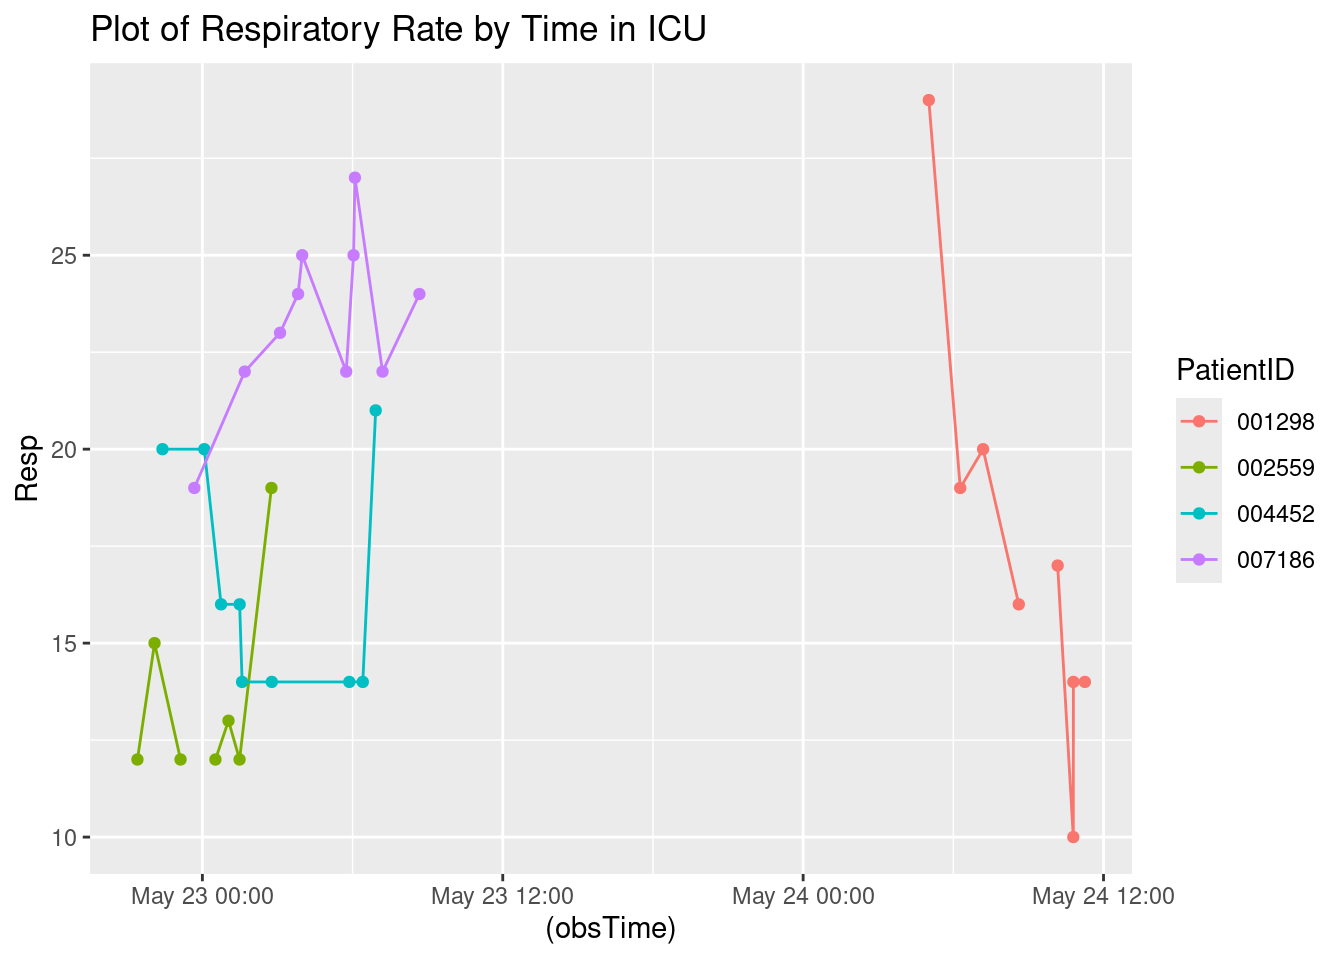 Plot of Respiratory Rate by Time in ICU
Resp
25
20
15
10
May 23 00:00
May 23 12:00
May 24 00:00
May 24 12:00
(obsTime)
PatientID
001298
002559
004452
007186